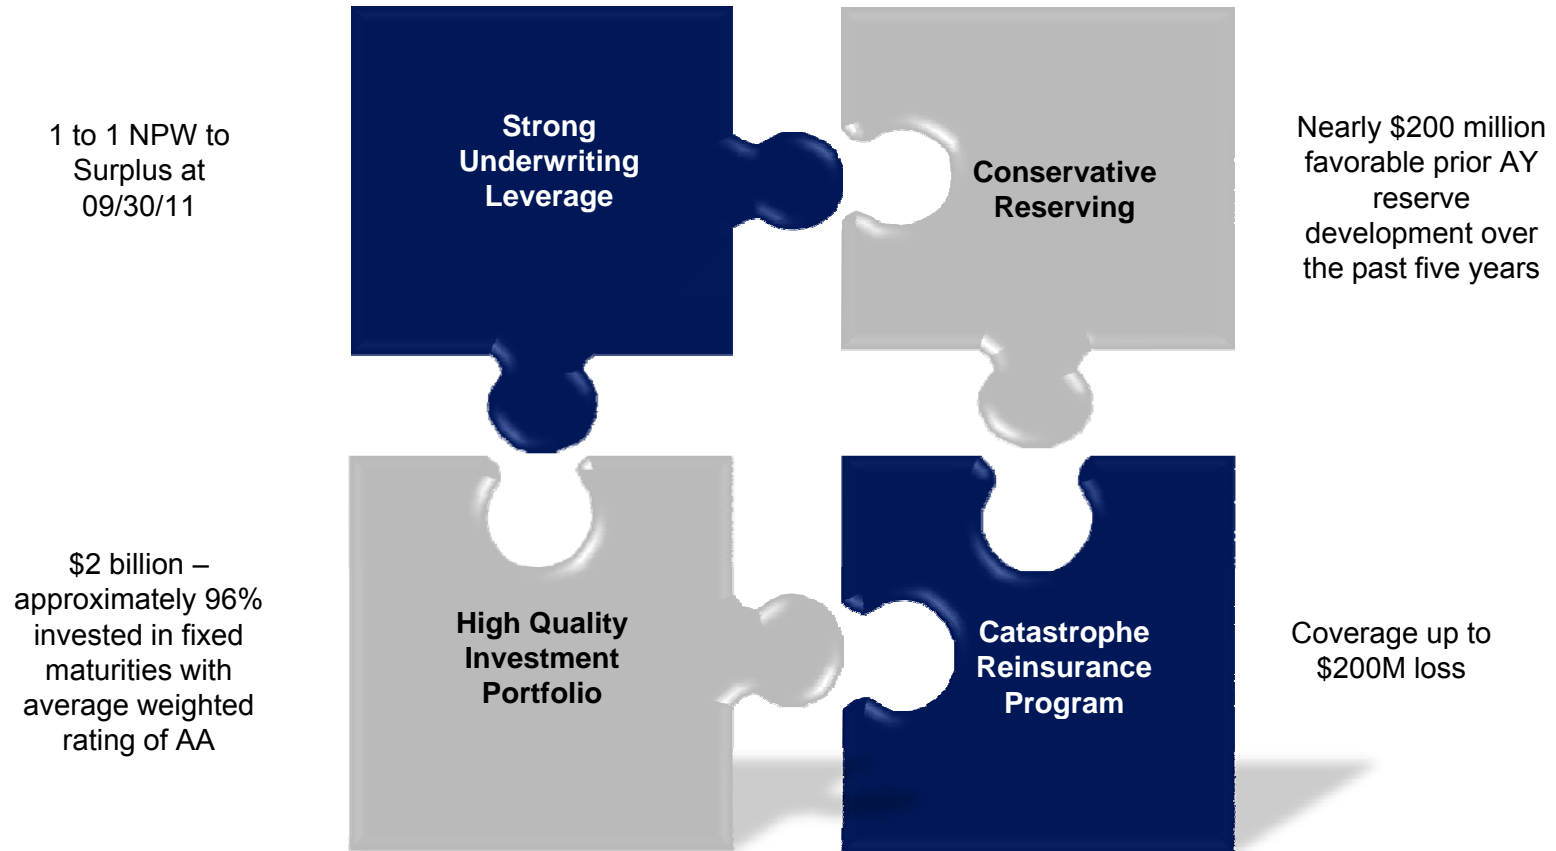 1 to 1 NPW to
Surplus at
09/30/11
Strong
Underwriting
Leverage
Conservative
Reserving
Nearly $200 million
favorable prior AY
reserve
development over
the past five years
$2 billion –
approximately 96%
invested in fixed
maturities with
average weighted
rating of AA
High Quality
Investment
Portfolio
Catastrophe
Reinsurance
Program
Coverage up to
$200M loss